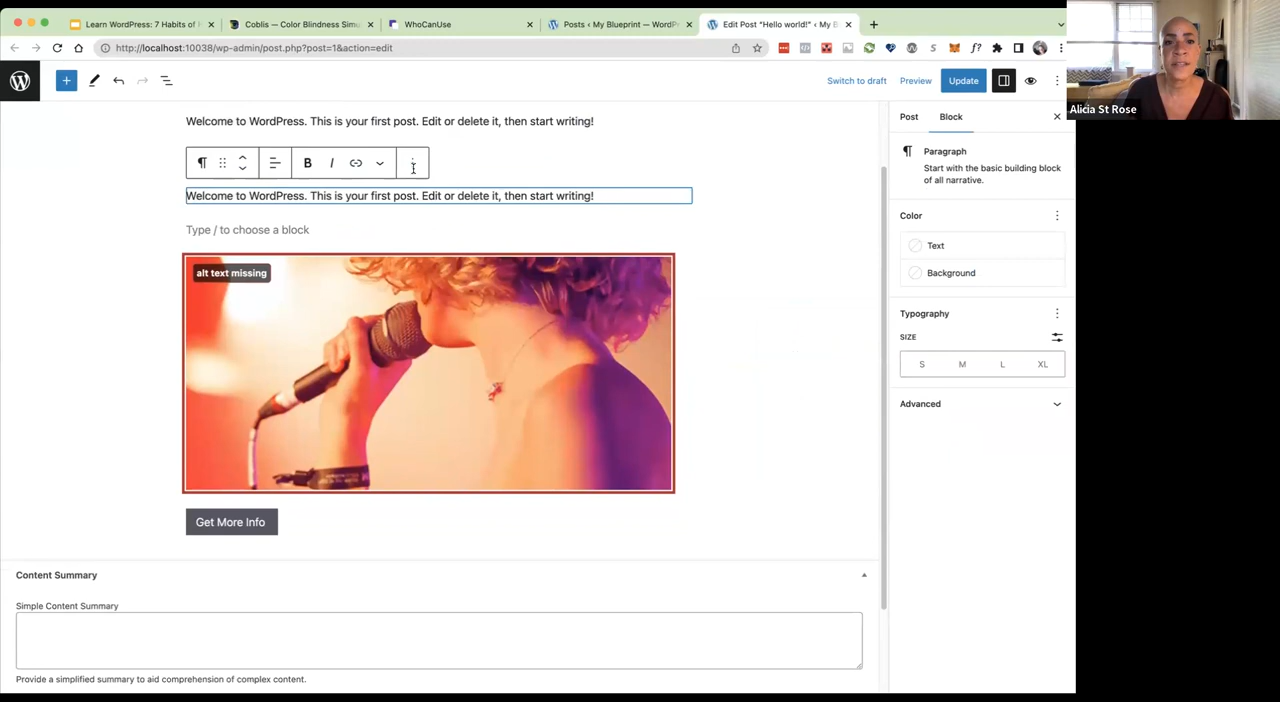 Learn WordPress: 7 Habits of
Coblis — Color Blindness Simu
WhoCanUse
Posts ‹ My Blueprint — WordP
Edit Post “Hello world!” ‹ My B
http://localhost:10038/wp-admin/post.php?post=1&action=edit
Switch to draft
Preview
Update
Alicia St Rose
Welcome to WordPress. This is your first post. Edit or delete it, then start writing!
B I
Welcome to WordPress. This is your first post. Edit or delete it, then start writing!
Type / to choose a block
alt text missing
Get More Info
Content Summary
Simple Content Summary
Provide a simplified summary to aid comprehension of complex content.
Post
Block
Paragraph
Start with the basic building block
of all narrative.
Color
Text
Background
Typography
SIZE
S M L XL
Advanced